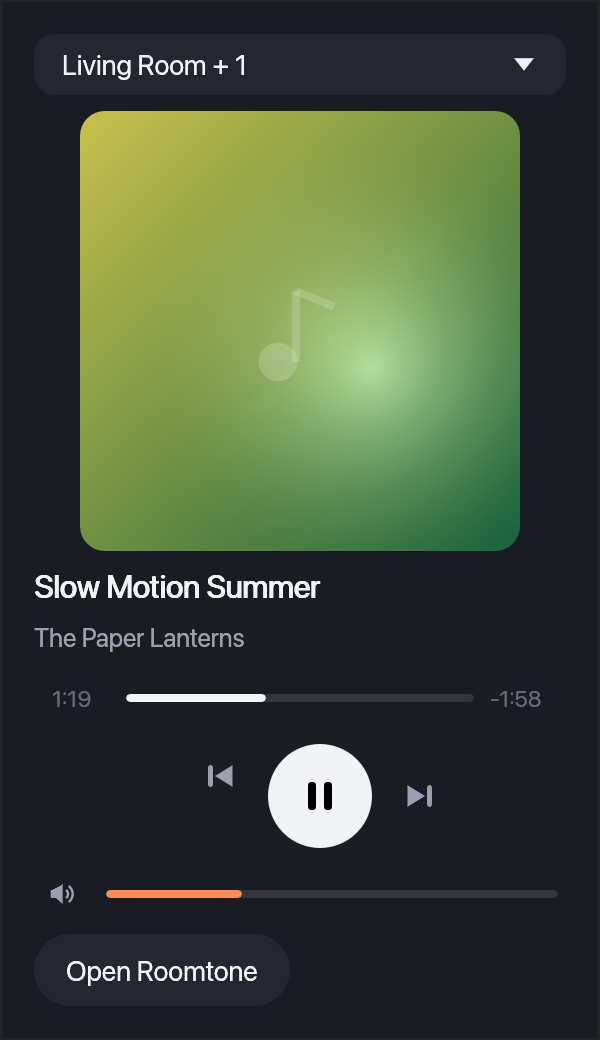 Living Room + 1
Slow Motion Summer
The Paper Lanterns
1:19
-1:58
Open Roomtone